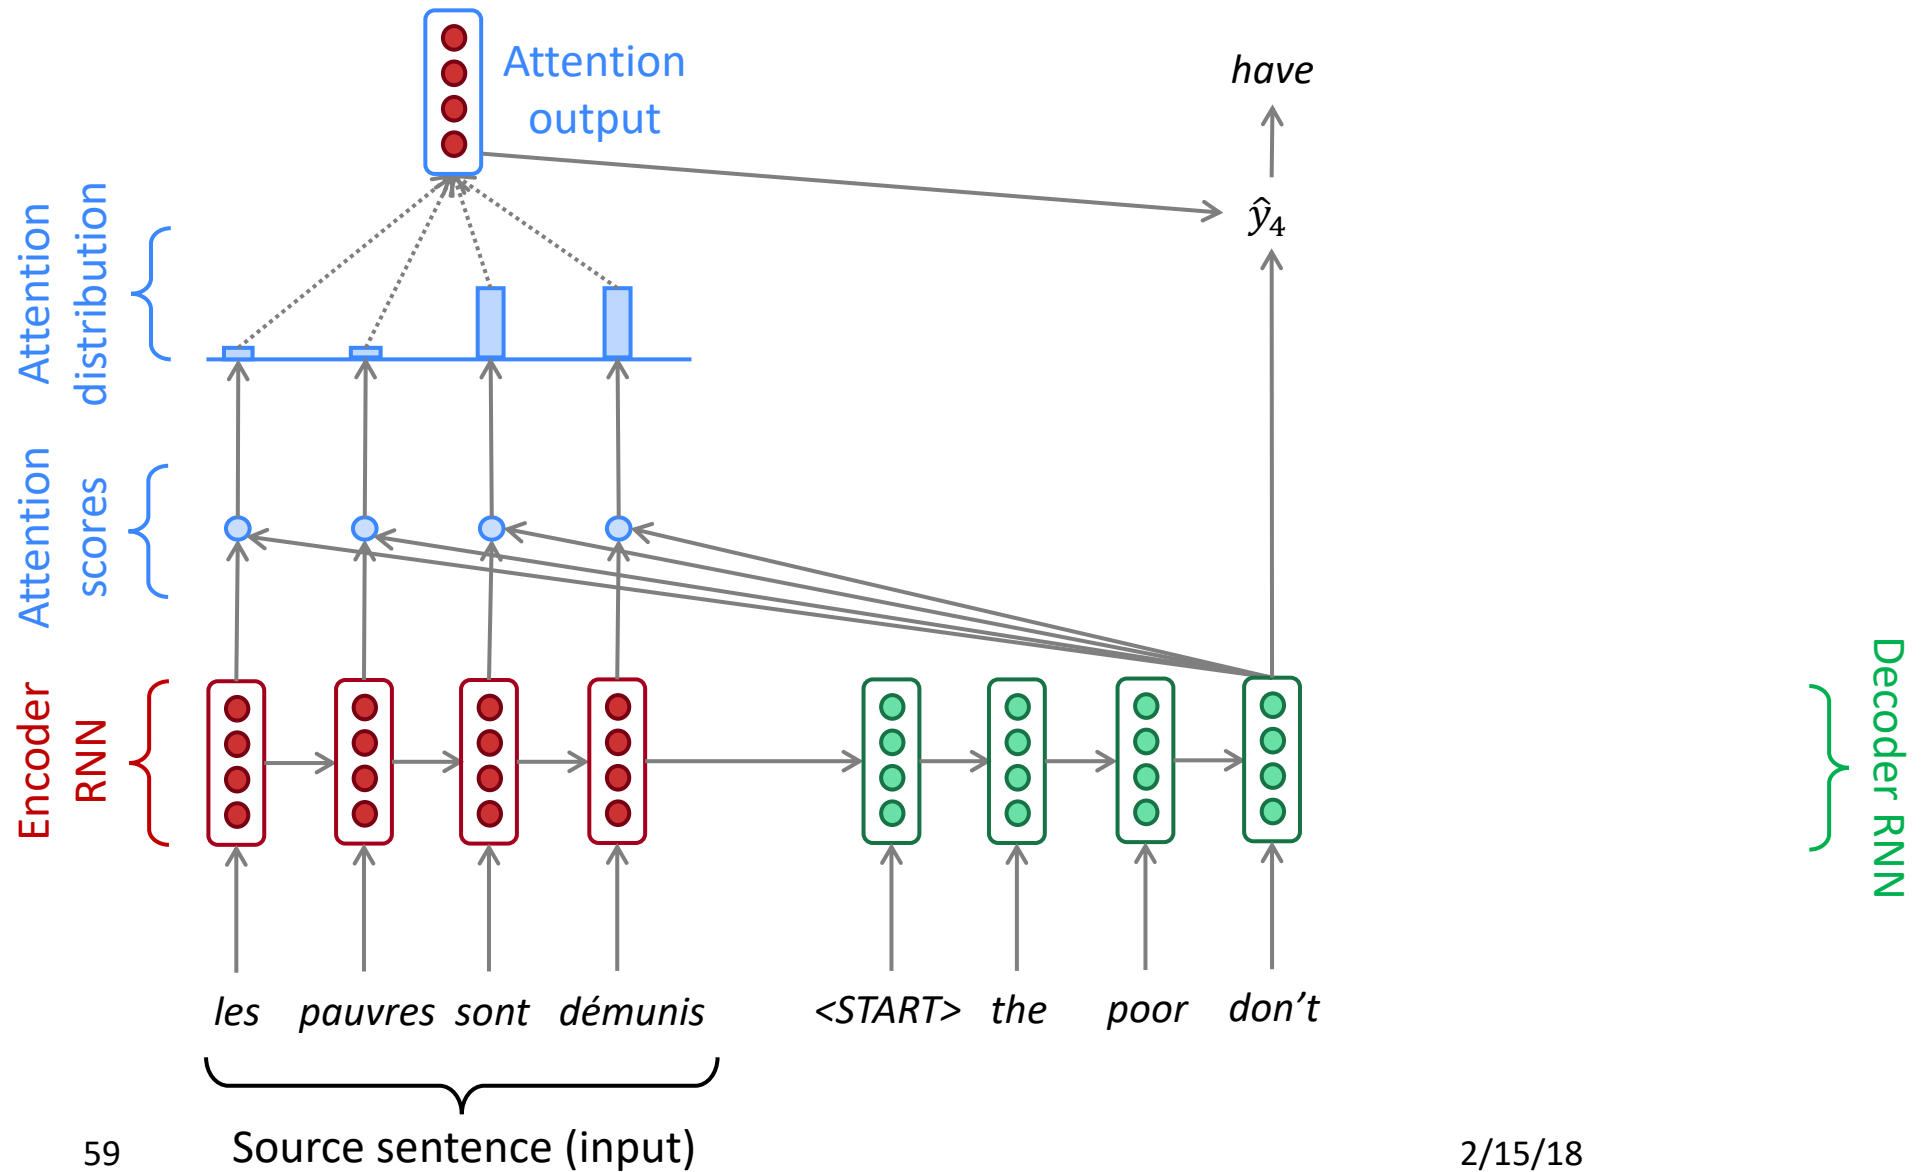 Attention
output
have
Attention
distribution
ŷ₄
Attention
scores
Encoder
RNN
Decoder RNN
les pauvres sont démunis <START> the poor don't
Source sentence (input)
59
2/15/18